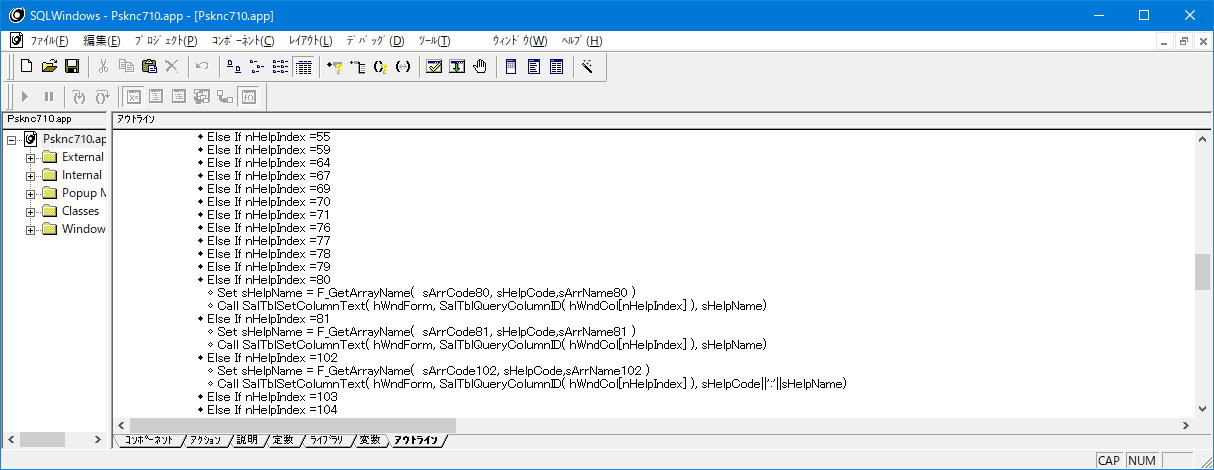 SQLWindows - Psknc710.app - [Psknc710.app]
ﾌｧｲﾙ(F) 編集(E) ﾌﾟﾛｼﾞｪｸﾄ(P) ｺﾝﾎﾟｰﾈﾝﾄ(C) ﾚｲｱｳﾄ(L) ﾃﾞﾊﾞｯｸﾞ(D) ﾂｰﾙ(T) ｳｨﾝﾄﾞｳ(W) ﾍﾙﾌﾟ(H)
Psknc710.app
ｱｳﾄﾗｲﾝ
Psknc710.ap
External
Internal
Popup M
Classes
Window
Else If nHelpIndex =55
Else If nHelpIndex =59
Else If nHelpIndex =64
Else If nHelpIndex =67
Else If nHelpIndex =69
Else If nHelpIndex =70
Else If nHelpIndex =71
Else If nHelpIndex =76
Else If nHelpIndex =77
Else If nHelpIndex =78
Else If nHelpIndex =79
Else If nHelpIndex =80
Set sHelpName = F_GetArrayName(  sArrCode80, sHelpCode,sArrName80 )
Call SalTblSetColumnText( hWndForm, SalTblQueryColumnID( hWndCol[nHelpIndex] ), sHelpName)
Else If nHelpIndex =81
Set sHelpName = F_GetArrayName(  sArrCode81, sHelpCode,sArrName81 )
Call SalTblSetColumnText( hWndForm, SalTblQueryColumnID( hWndCol[nHelpIndex] ), sHelpName)
Else If nHelpIndex =102
Set sHelpName = F_GetArrayName(  sArrCode102, sHelpCode,sArrName102 )
Call SalTblSetColumnText( hWndForm, SalTblQueryColumnID( hWndCol[nHelpIndex] ), sHelpCode||':'||sHelpName)
Else If nHelpIndex =103
Else If nHelpIndex =104
ｺﾝﾎﾟｰﾈﾝﾄ ｱｸｼｮﾝ 説明 定数 ﾗｲﾌﾞﾗﾘ 変数 ｱｳﾄﾗｲﾝ
CAP NUM